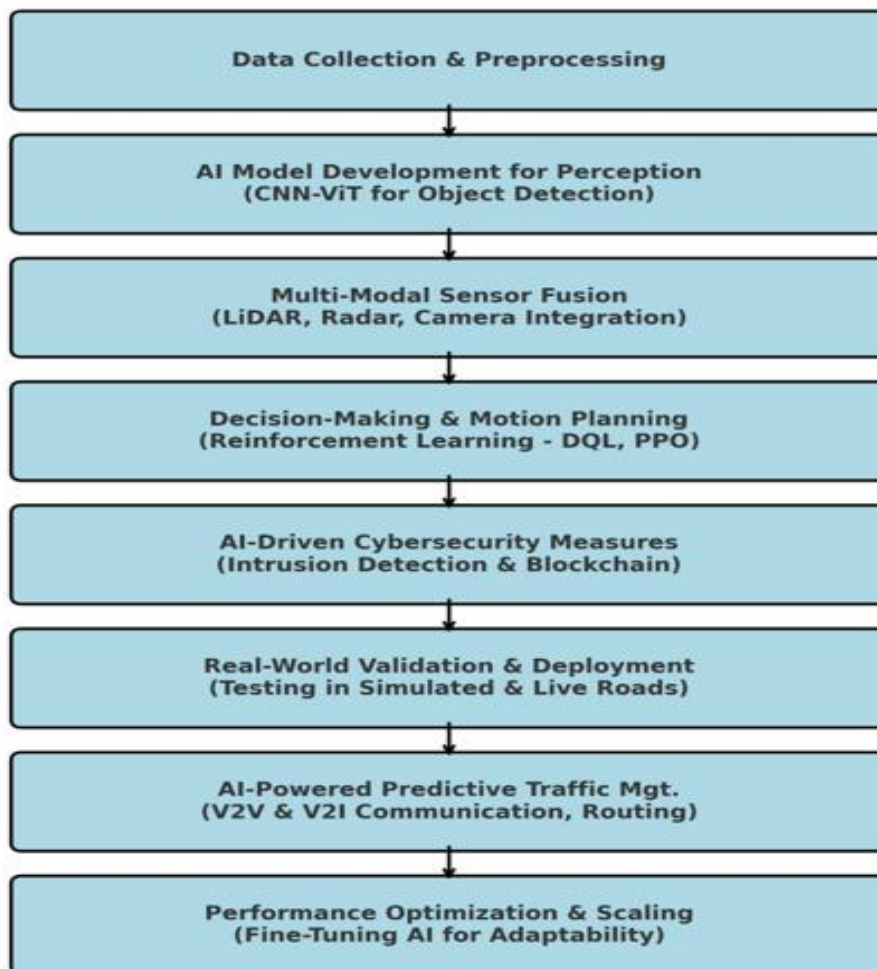 Data Collection & Preprocessing
AI Model Development for Perception
(CNN-ViT for Object Detection)
Multi-Modal Sensor Fusion
(LiDAR, Radar, Camera Integration)
Decision-Making & Motion Planning
(Reinforcement Learning - DQL, PPO)
AI-Driven Cybersecurity Measures
(Intrusion Detection & Blockchain)
Real-World Validation & Deployment
(Testing in Simulated & Live Roads)
AI-Powered Predictive Traffic Mgt.
(V2V & V2I Communication, Routing)
Performance Optimization & Scaling
(Fine-Tuning AI for Adaptability)